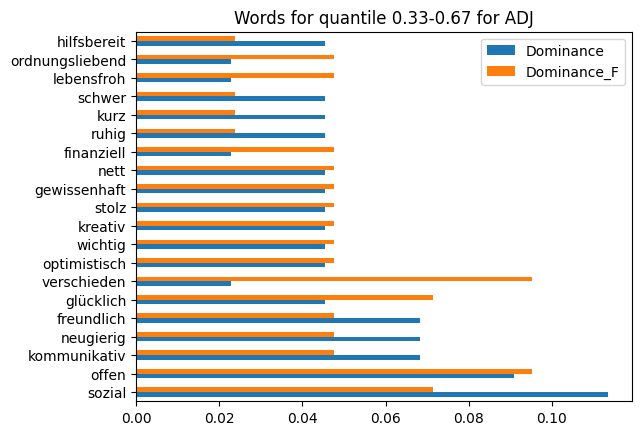 Words for quantile 0.33-0.67 for ADJ
Dominance
Dominance_F
hilfsbereit
ordnungsliebend
lebensfroh
schwer
kurz
ruhig
finanziell
nett
gewissenhaft
stolz
kreativ
wichtig
optimistisch
verschieden
glücklich
freundlich
neugierig
kommunikativ
offen
sozial
0.00 0.02 0.04 0.06 0.08 0.10